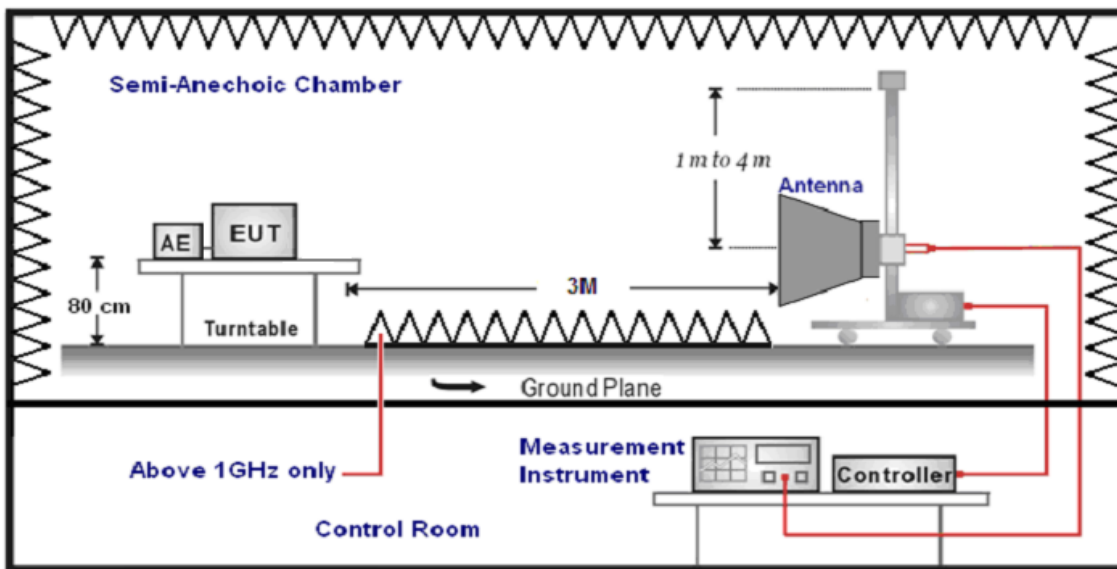 Semi-Anechoic Chamber
1 m to 4 m
Antenna
AE
EUT
80 cm
3M
Turntable
Ground Plane
Above 1GHz only
Measurement
Instrument
Controller
Control Room